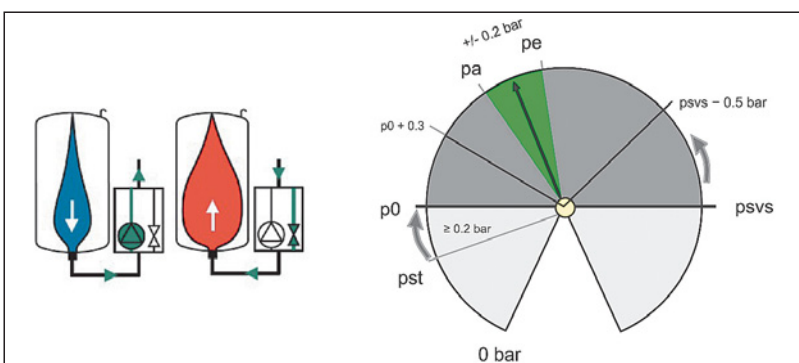 +/- 0.2 bar
pa
pe
p0 + 0.3
psvs – 0.5 bar
p0
psvs
≥ 0.2 bar
pst
0 bar